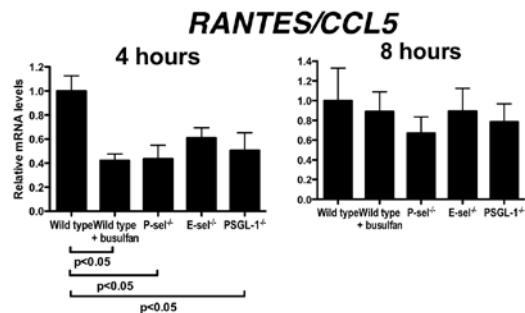 RANTES/CCL5
4 hours
Relative mRNA levels
1.2
1.0
0.8
0.6
0.4
0.2
0.0
Wild type
Wild type
+ busulfan
P-sel-/-
E-sel-/-
PSGL-1-/-
p<0.05
p<0.05
p<0.05
8 hours
1.4
1.2
1.0
0.8
0.6
0.4
0.2
0.0
Wild type
Wild type
+ busulfan
P-sel-/-
E-sel-/-
PSGL-1-/-